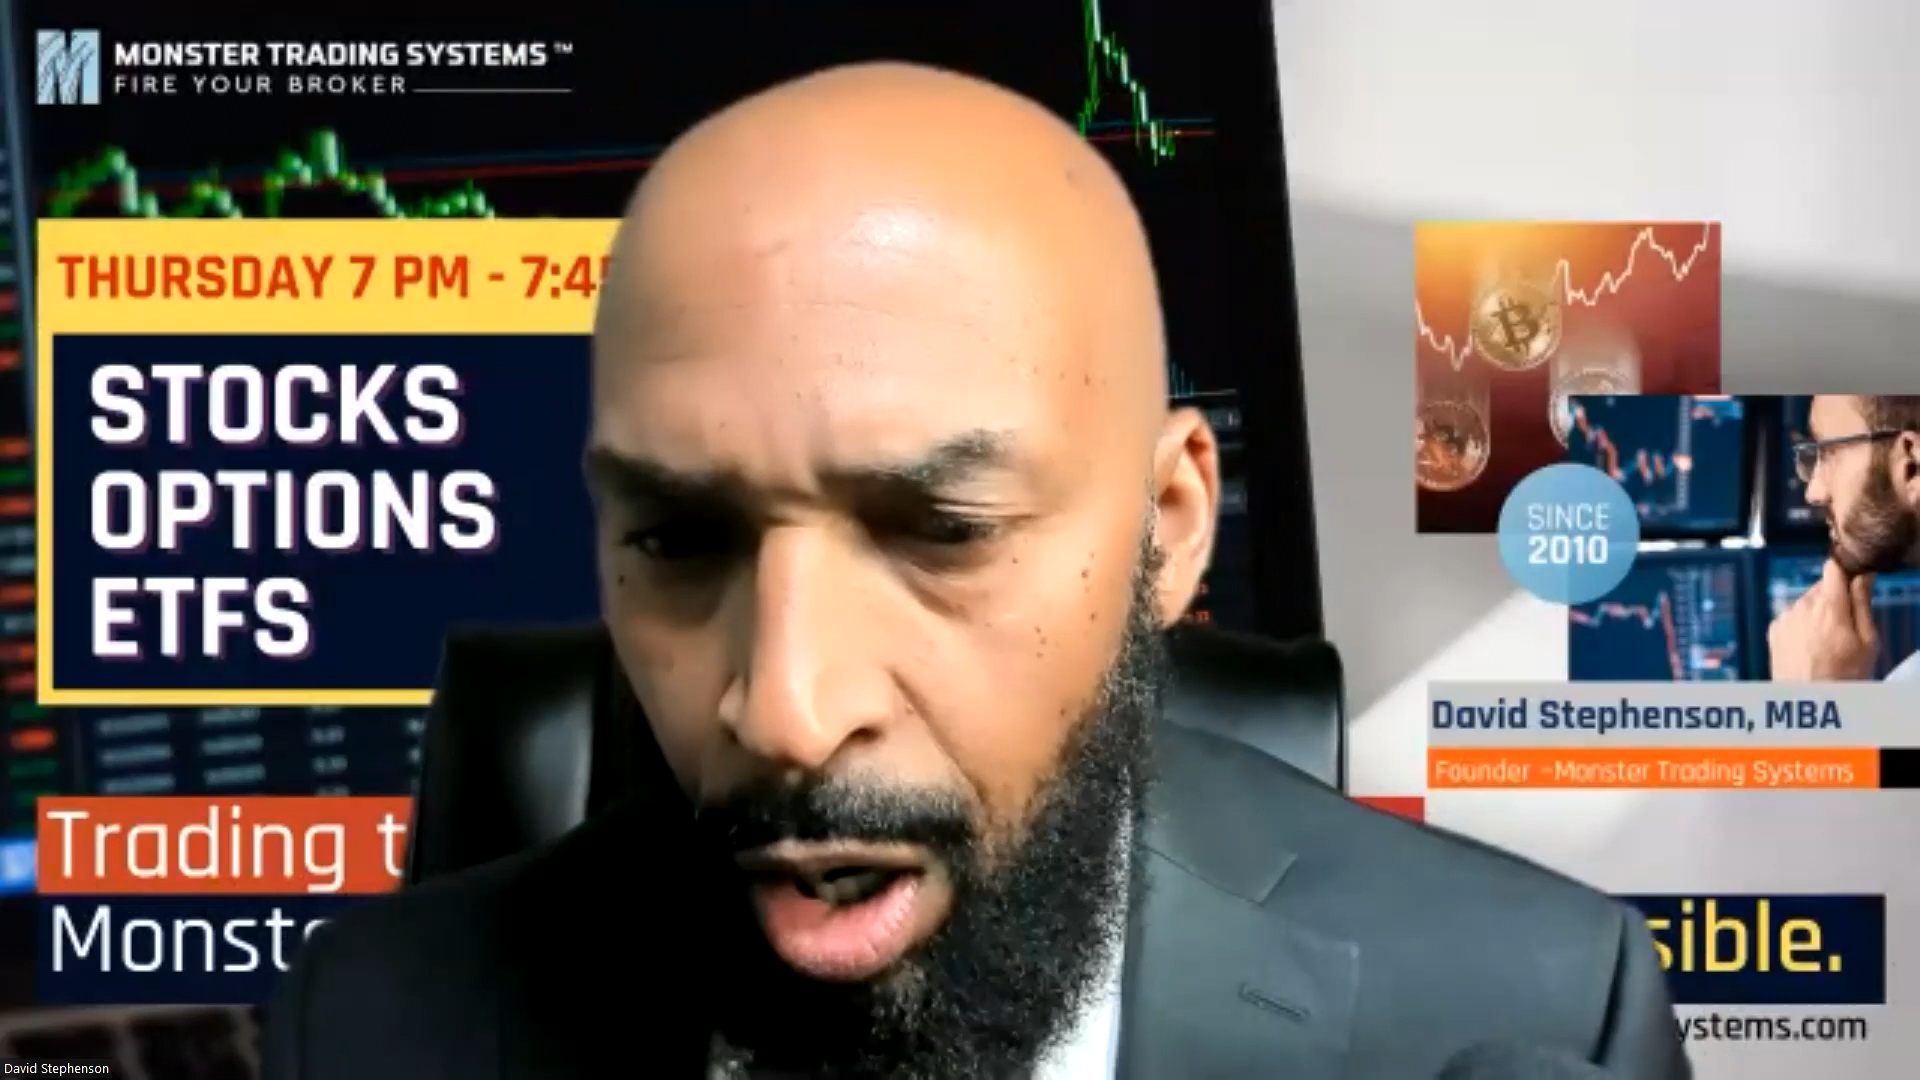 MONSTER TRADING SYSTEMS™
FIRE YOUR BROKER
THURSDAY 7 PM - 7:4
STOCKS
OPTIONS
ETFS
SINCE
2010
David Stephenson, MBA
Founder –Monster Trading Systems
Trading t
Monste
sible.
ystems.com
David Stephenson